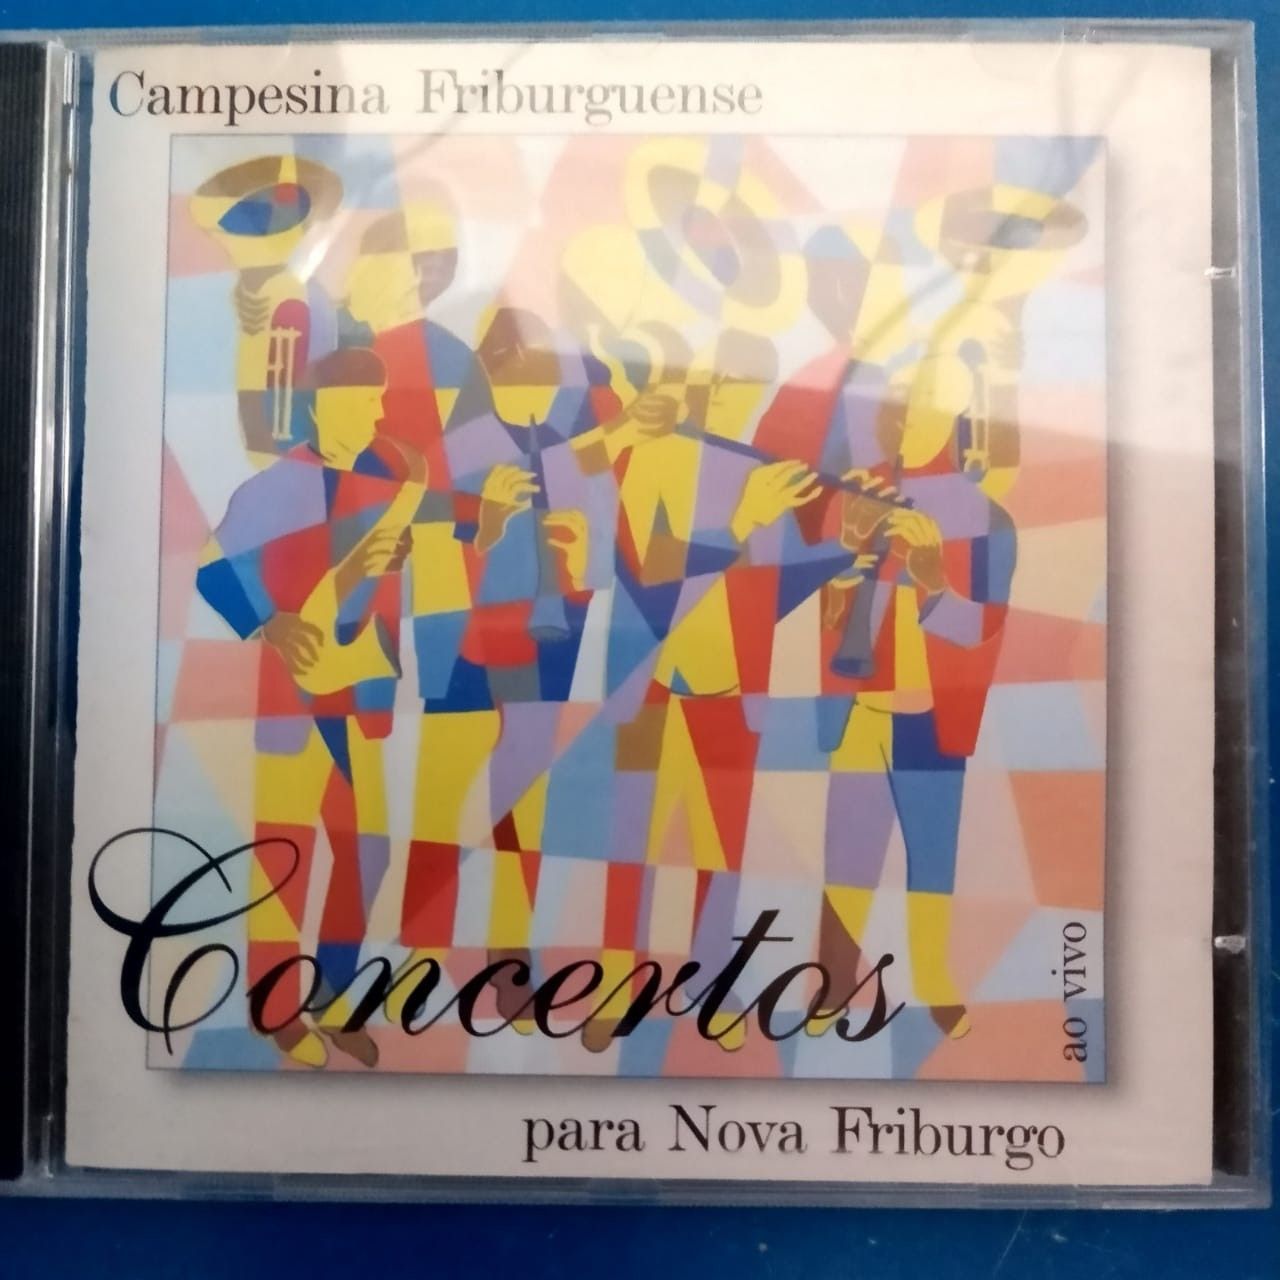 Campesina Friburguense
Concertos
ao vivo
para Nova Friburgo